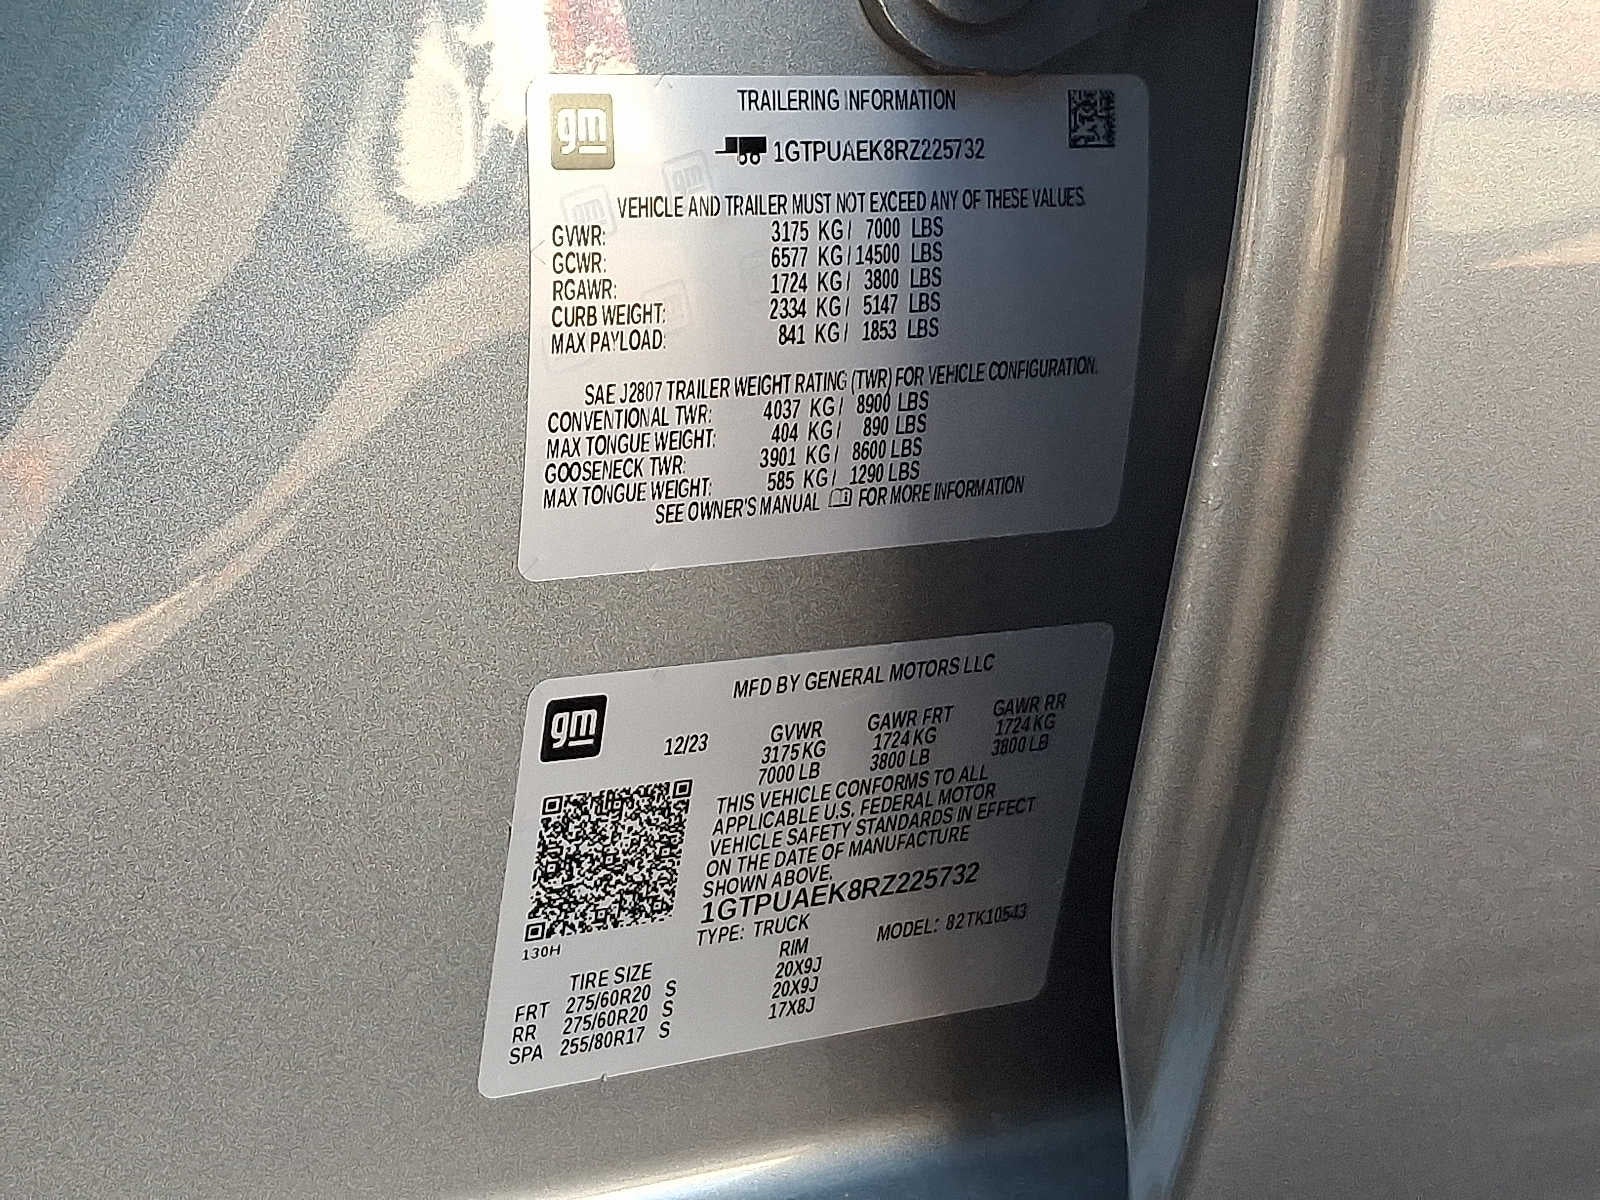 gm
TRAILERING INFORMATION
1GTPUAEK8RZ225732
VEHICLE AND TRAILER MUST NOT EXCEED ANY OF THESE VALUES.
GVWR: 3175 KG / 7000 LBS
GCWR: 6577 KG / 14500 LBS
RGAWR: 1724 KG / 3800 LBS
CURB WEIGHT: 2334 KG / 5147 LBS
MAX PAYLOAD: 841 KG / 1853 LBS
SAE J2807 TRAILER WEIGHT RATING (TWR) FOR VEHICLE CONFIGURATION.
CONVENTIONAL TWR: 4037 KG / 8900 LBS
MAX TONGUE WEIGHT: 404 KG / 890 LBS
GOOSENECK TWR: 3901 KG / 8600 LBS
MAX TONGUE WEIGHT: 585 KG / 1290 LBS
SEE OWNER'S MANUAL FOR MORE INFORMATION
gm
MFD BY GENERAL MOTORS LLC
12/23 GVWR GAWR FRT GAWR RR
3175 KG 1724 KG 1724 KG
7000 LB 3800 LB 3800 LB
THIS VEHICLE CONFORMS TO ALL
APPLICABLE U.S. FEDERAL MOTOR
VEHICLE SAFETY STANDARDS IN EFFECT
ON THE DATE OF MANUFACTURE
SHOWN ABOVE.
1GTPUAEK8RZ225732
TYPE: TRUCK MODEL: 82TK10543
130H
TIRE SIZE RIM
FRT 275/60R20 S 20X9J
RR 275/60R20 S 20X9J
SPA 255/80R17 S 17X8J